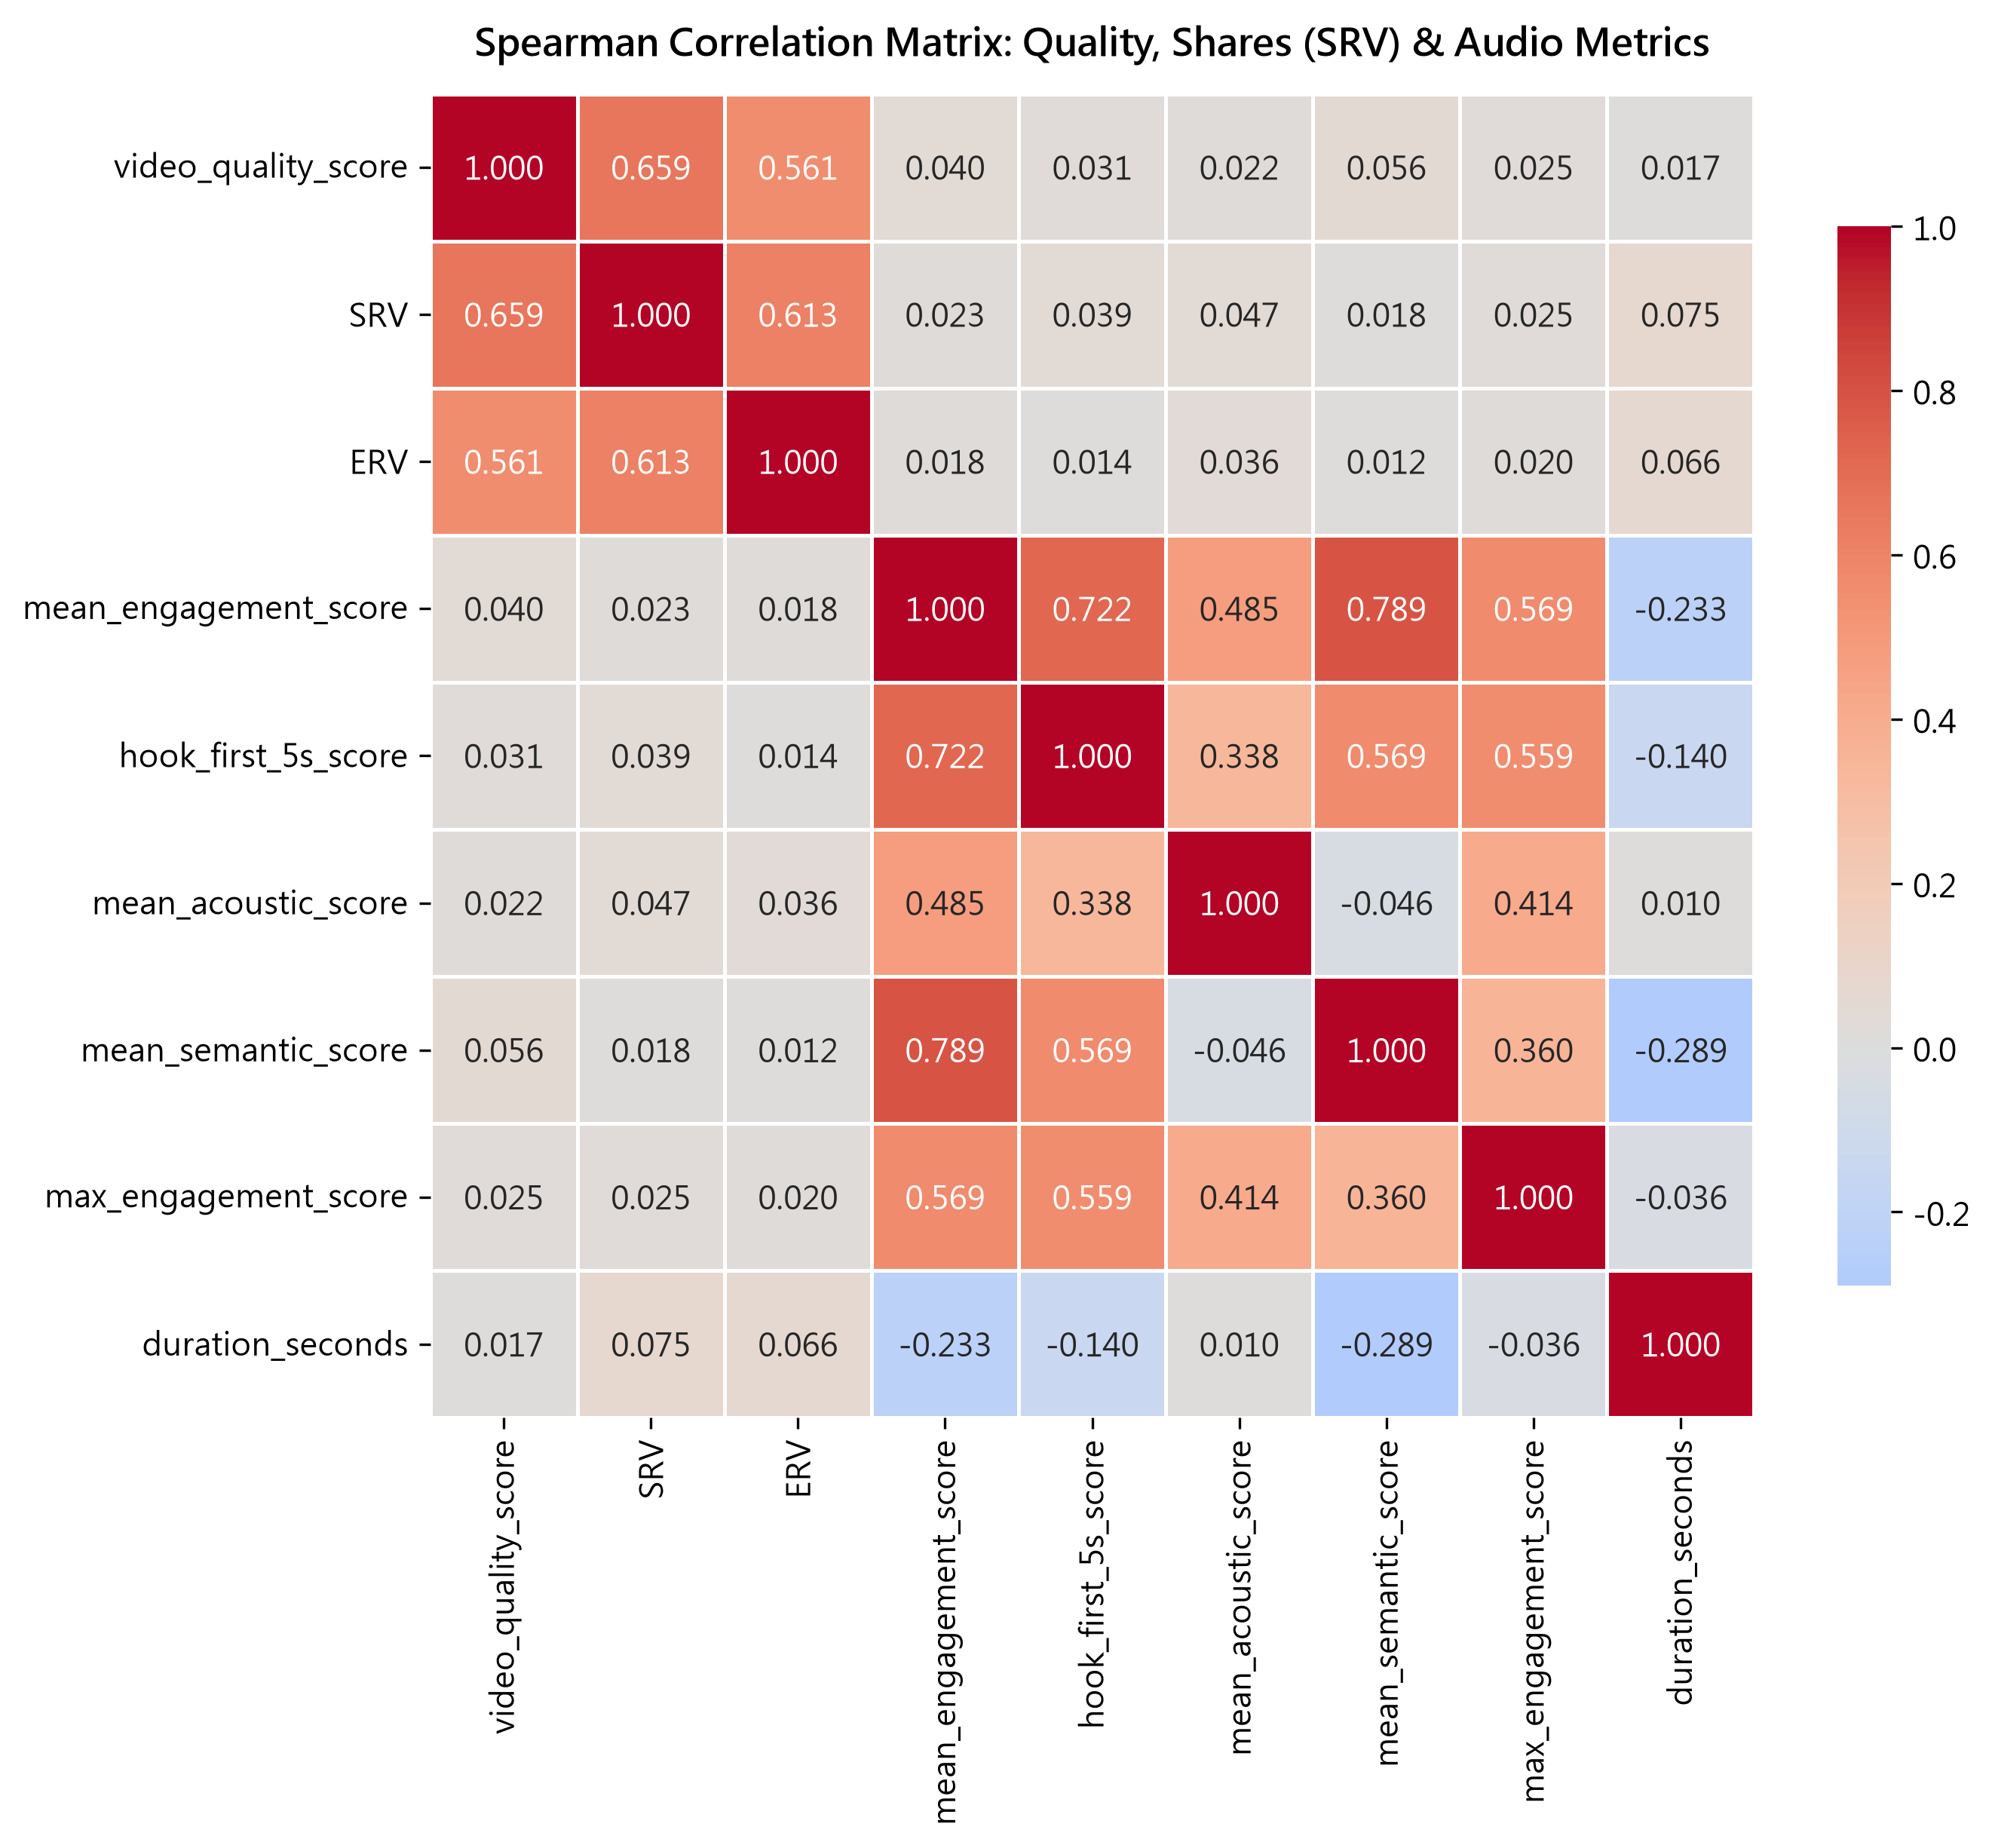 Spearman Correlation Matrix: Quality, Shares (SRV) & Audio Metrics
video_quality_score 1.000 0.659 0.561 0.040 0.031 0.022 0.056 0.025 0.017
SRV 0.659 1.000 0.613 0.023 0.039 0.047 0.018 0.025 0.075
ERV 0.561 0.613 1.000 0.018 0.014 0.036 0.012 0.020 0.066
mean_engagement_score 0.040 0.023 0.018 1.000 0.722 0.485 0.789 0.569 -0.233
hook_first_5s_score 0.031 0.039 0.014 0.722 1.000 0.338 0.569 0.559 -0.140
mean_acoustic_score 0.022 0.047 0.036 0.485 0.338 1.000 -0.046 0.414 0.010
mean_semantic_score 0.056 0.018 0.012 0.789 0.569 -0.046 1.000 0.360 -0.289
max_engagement_score 0.025 0.025 0.020 0.569 0.559 0.414 0.360 1.000 -0.036
duration_seconds 0.017 0.075 0.066 -0.233 -0.140 0.010 -0.289 -0.036 1.000
video_quality_score
SRV
ERV
mean_engagement_score
hook_first_5s_score
mean_acoustic_score
mean_semantic_score
max_engagement_score
duration_seconds
1.0
0.8
0.6
0.4
0.2
0.0
-0.2